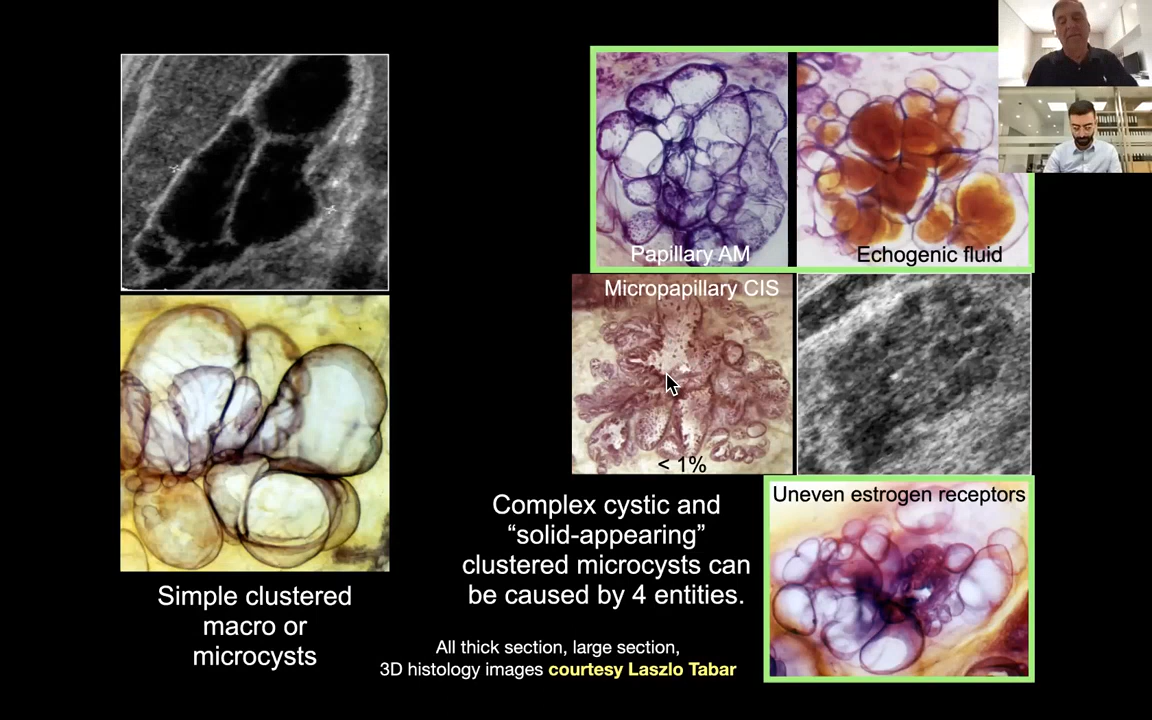 Papillary AM
Echogenic fluid
Micropapillary CIS
< 1%
Uneven estrogen receptors
Complex cystic and
“solid-appearing”
clustered microcysts can
be caused by 4 entities.
Simple clustered
macro or
microcysts
All thick section, large section,
3D histology images courtesy Laszlo Tabar